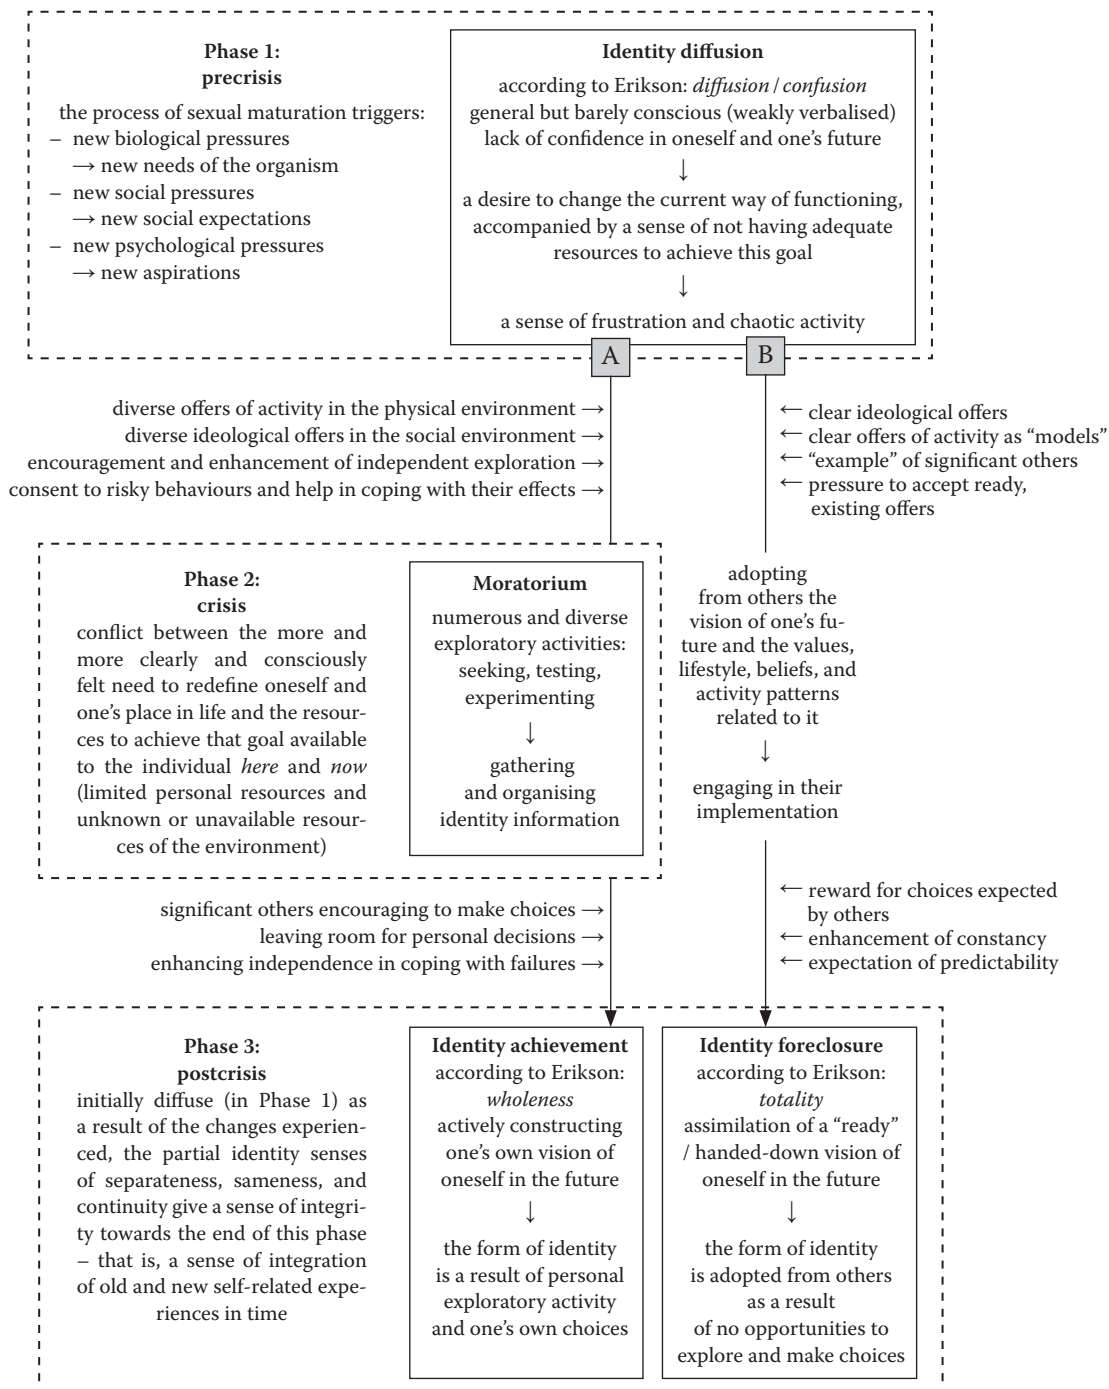 Phase 1:
precrisis
the process of sexual maturation triggers:
– new biological pressures
→ new needs of the organism
– new social pressures
→ new social expectations
– new psychological pressures
→ new aspirations
Identity diffusion
according to Erikson: diffusion / confusion
general but barely conscious (weakly verbalised)
lack of confidence in oneself and one’s future
↓
a desire to change the current way of functioning,
accompanied by a sense of not having adequate
resources to achieve this goal
↓
a sense of frustration and chaotic activity
A
B
diverse offers of activity in the physical environment →
diverse ideological offers in the social environment →
encouragement and enhancement of independent exploration →
consent to risky behaviours and help in coping with their effects →
← clear ideological offers
← clear offers of activity as “models”
← “example” of significant others
← pressure to accept ready,
existing offers
Phase 2:
crisis
conflict between the more and
more clearly and consciously
felt need to redefine oneself and
one’s place in life and the resour-
ces to achieve that goal available
to the individual here and now
(limited personal resources and
unknown or unavailable resour-
ces of the environment)
Moratorium
numerous and diverse
exploratory activities:
seeking, testing,
experimenting
↓
gathering
and organising
identity information
adopting
from others the
vision of one’s fu-
ture and the values,
lifestyle, beliefs, and
activity patterns
related to it
↓
engaging in their
implementation
significant others encouraging to make choices →
leaving room for personal decisions →
enhancing independence in coping with failures →
← reward for choices expected
by others
← enhancement of constancy
← expectation of predictability
Phase 3:
postcrisis
initially diffuse (in Phase 1) as
a result of the changes experien-
ced, the partial identity senses
of separateness, sameness, and
continuity give a sense of integri-
ty towards the end of this phase
– that is, a sense of integration
of old and new self-related expe-
riences in time
Identity achievement
according to Erikson:
wholeness
actively constructing
one’s own vision of
oneself in the future
↓
the form of identity
is a result of personal
exploratory activity
and one’s own choices
Identity foreclosure
according to Erikson:
totality
assimilation of a “ready”
/ handed-down vision of
oneself in the future
↓
the form of identity
is adopted from others
as a result
of no opportunities to
explore and make choices